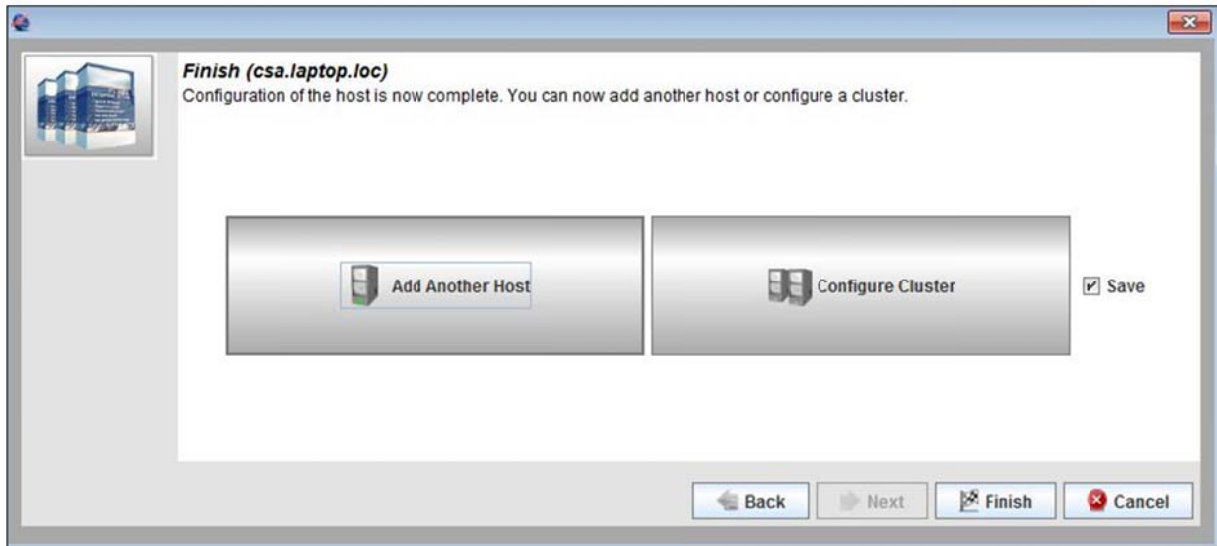 Finish (csa.laptop.loc)
Configuration of the host is now complete. You can now add another host or configure a cluster.
Add Another Host
Configure Cluster
Save
Back
Next
Finish
Cancel